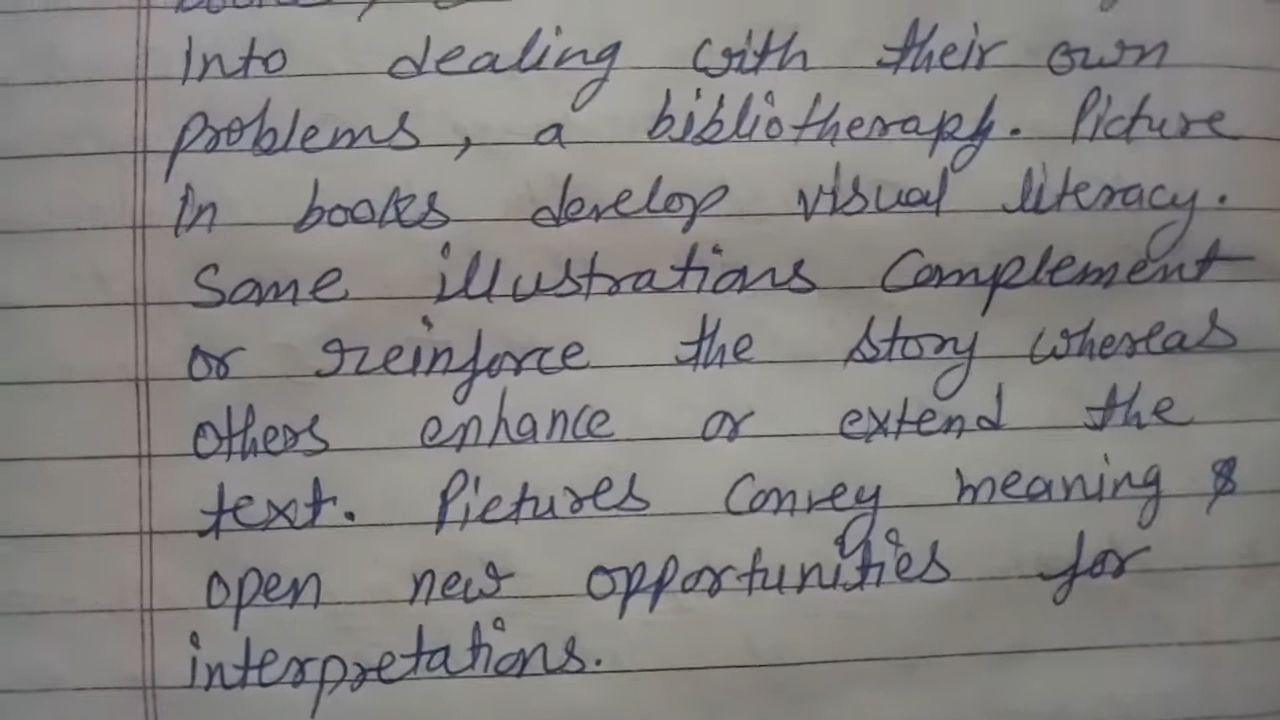 into dealing with their own
problems, a bibliotherapy. Picture
in books develop visual literacy.
Some illustrations complement
or reinforce the story whereas
others enhance or extend the
text. Pictures convey meaning &
open new opportunities for
interpretations.